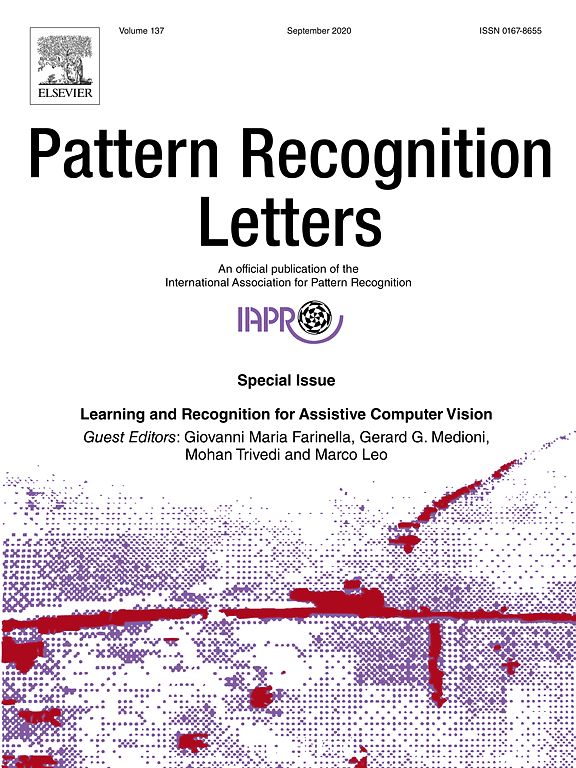 Volume 137
September 2020
ISSN 0167-8655
ELSEVIER
Pattern Recognition
Letters
An official publication of the
International Association for Pattern Recognition
IAPR
Special Issue
Learning and Recognition for Assistive Computer Vision
Guest Editors: Giovanni Maria Farinella, Gerard G. Medioni,
Mohan Trivedi and Marco Leo